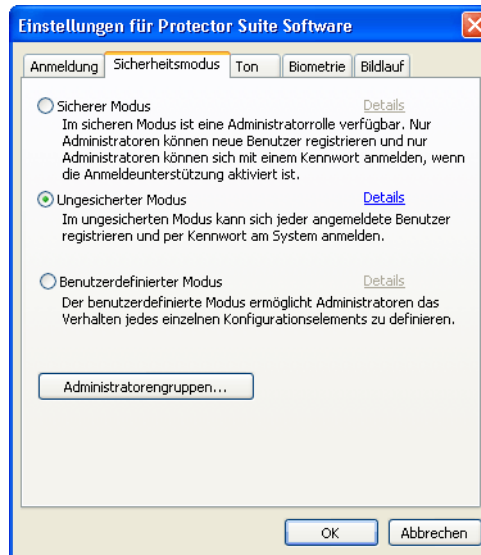 Einstellungen für Protector Suite Software
Anmeldung Sicherheitsmodus Ton Biometrie Bildlauf
Sicherer Modus Details
Im sicheren Modus ist eine Administratorrolle verfügbar. Nur
Administratoren können neue Benutzer registrieren und nur
Administratoren können sich mit einem Kennwort anmelden, wenn
die Anmeldeunterstützung aktiviert ist.
Ungesicherter Modus Details
Im ungesicherten Modus kann sich jeder angemeldete Benutzer
registrieren und per Kennwort am System anmelden.
Benutzerdefinierter Modus Details
Der benutzerdefinierte Modus ermöglicht Administratoren das
Verhalten jedes einzelnen Konfigurationselements zu definieren.
Administratorengruppen...
OK Abbrechen